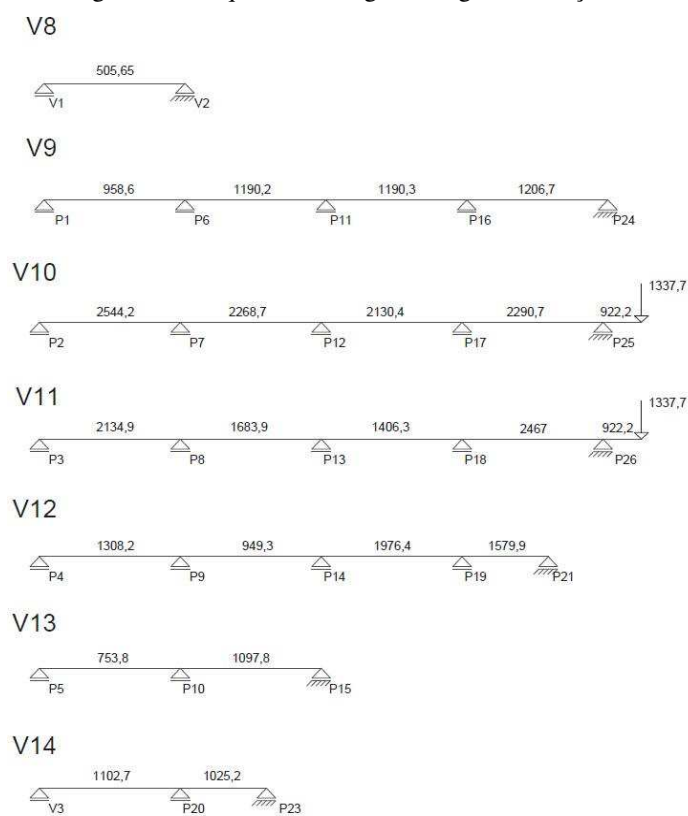 V8
505,65
V1 V2
V9
958,6 1190,2 1190,3 1206,7
P1 P6 P11 P16 P24
V10
1337,7
2544,2 2268,7 2130,4 2290,7 922,2
P2 P7 P12 P17 P25
V11
1337,7
2134,9 1683,9 1406,3 2467 922,2
P3 P8 P13 P18 P26
V12
1308,2 949,3 1976,4 1579,9
P4 P9 P14 P19 P21
V13
753,8 1097,8
P5 P10 P15
V14
1102,7 1025,2
V3 P20 P23